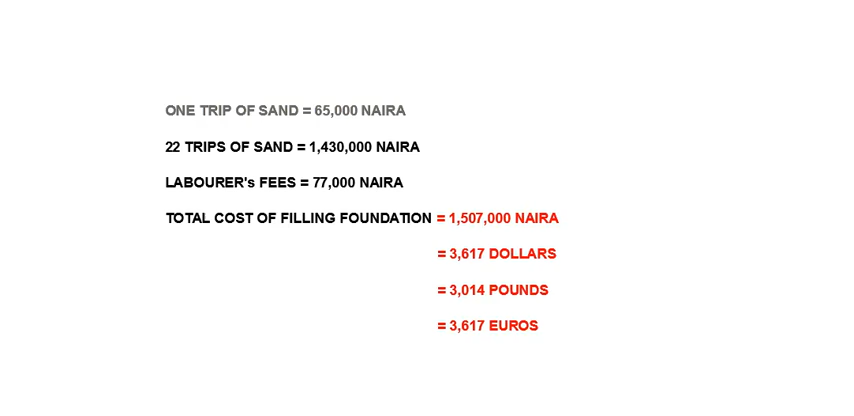 ONE TRIP OF SAND = 65,000 NAIRA
22 TRIPS OF SAND = 1,430,000 NAIRA
LABOURER's FEES = 77,000 NAIRA
TOTAL COST OF FILLING FOUNDATION = 1,507,000 NAIRA
= 3,617 DOLLARS
= 3,014 POUNDS
= 3,617 EUROS